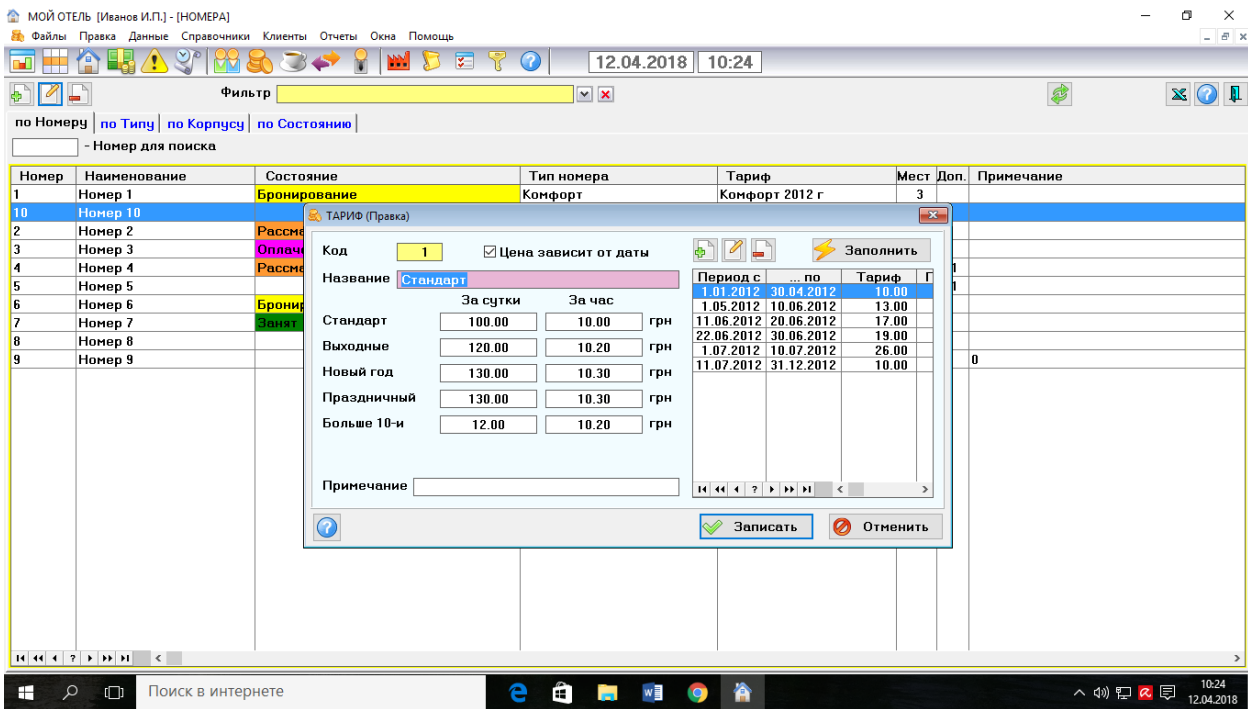 МОЙ ОТЕЛЬ [Иванов И.П.] - [НОМЕРА]
Файлы Правка Данные Справочники Клиенты Отчеты Окна Помощь
12.04.2018 10:24
Фильтр
по Номеру по Типу по Корпусу по Состоянию
- Номер для поиска
Номер Наименование Состояние Тип номера Тариф Мест Доп. Примечание
1 Номер 1 Бронирование Комфорт Комфорт 2012 г 3
10 Номер 10
2 Номер 2
3 Номер 3
4 Номер 4 1
5 Номер 5 1
6 Номер 6
7 Номер 7 Занят
8 Номер 8
9 Номер 9 0
ТАРИФ (Правка)
Код 1 Цена зависит от даты
Название Стандарт
За сутки За час
Стандарт 100.00 10.00 грн
Выходные 120.00 10.20 грн
Новый год 130.00 10.30 грн
Праздничный 130.00 10.30 грн
Больше 10-и 12.00 10.20 грн
Примечание
Заполнить
Период с ... по Тариф
1.01.2012 30.04.2012 10.00
1.05.2012 10.06.2012 13.00
11.06.2012 20.06.2012 17.00
22.06.2012 30.06.2012 19.00
1.07.2012 10.07.2012 26.00
11.07.2012 31.12.2012 10.00
Записать Отменить
Поиск в интернете
10:24
12.04.2018